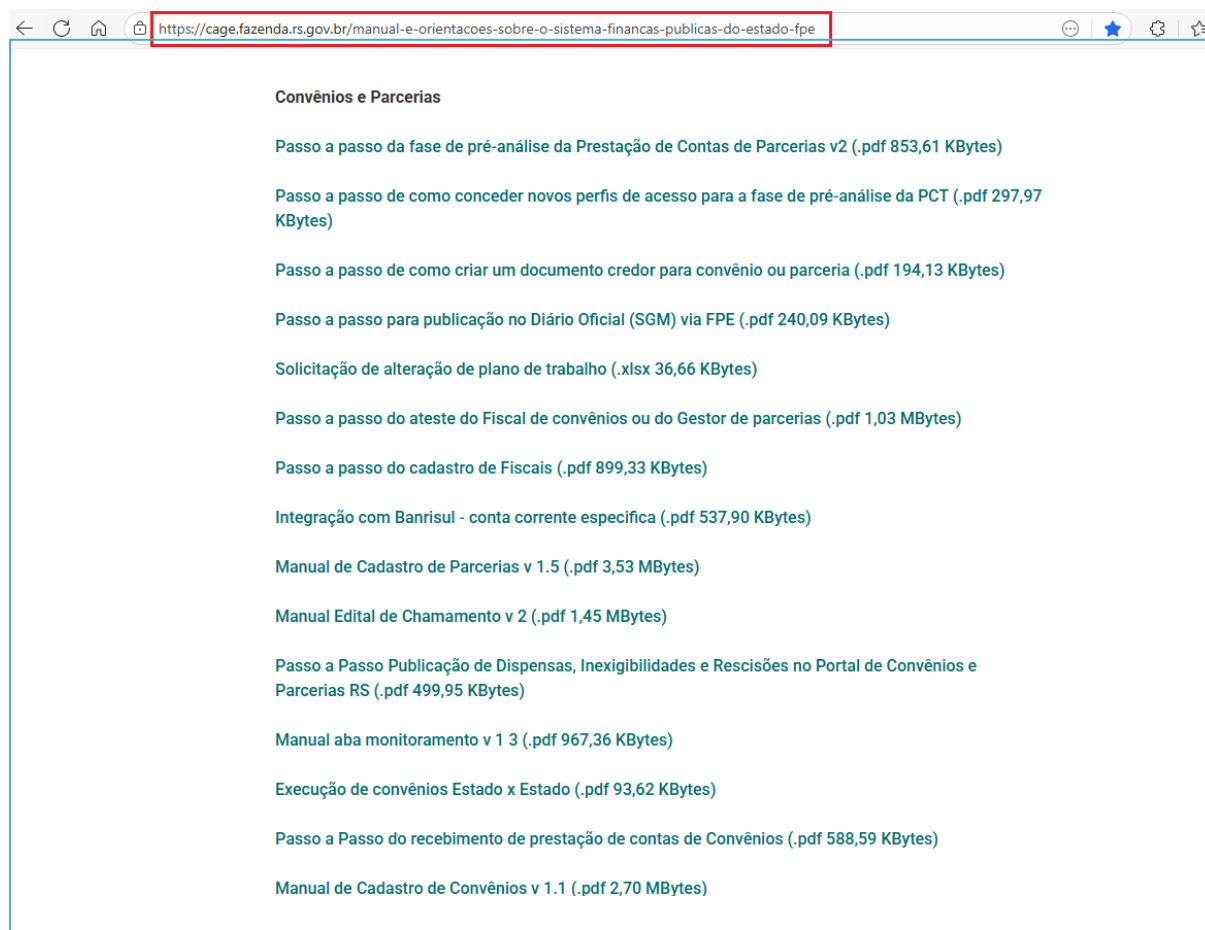 https://cage.fazenda.rs.gov.br/manual-e-orientacoes-sobre-o-sistema-financas-publicas-do-estado-fpe
Convênios e Parcerias
Passo a passo da fase de pré-análise da Prestação de Contas de Parcerias v2 (.pdf 853,61 KBytes)
Passo a passo de como conceder novos perfis de acesso para a fase de pré-análise da PCT (.pdf 297,97
KBytes)
Passo a passo de como criar um documento credor para convênio ou parceria (.pdf 194,13 KBytes)
Passo a passo para publicação no Diário Oficial (SGM) via FPE (.pdf 240,09 KBytes)
Solicitação de alteração de plano de trabalho (.xlsx 36,66 KBytes)
Passo a passo do ateste do Fiscal de convênios ou do Gestor de parcerias (.pdf 1,03 MBytes)
Passo a passo do cadastro de Fiscais (.pdf 899,33 KBytes)
Integração com Banrisul - conta corrente especifica (.pdf 537,90 KBytes)
Manual de Cadastro de Parcerias v 1.5 (.pdf 3,53 MBytes)
Manual Edital de Chamamento v 2 (.pdf 1,45 MBytes)
Passo a Passo Publicação de Dispensas, Inexigibilidades e Rescisões no Portal de Convênios e
Parcerias RS (.pdf 499,95 KBytes)
Manual aba monitoramento v 1 3 (.pdf 967,36 KBytes)
Execução de convênios Estado x Estado (.pdf 93,62 KBytes)
Passo a Passo do recebimento de prestação de contas de Convênios (.pdf 588,59 KBytes)
Manual de Cadastro de Convênios v 1.1 (.pdf 2,70 MBytes)